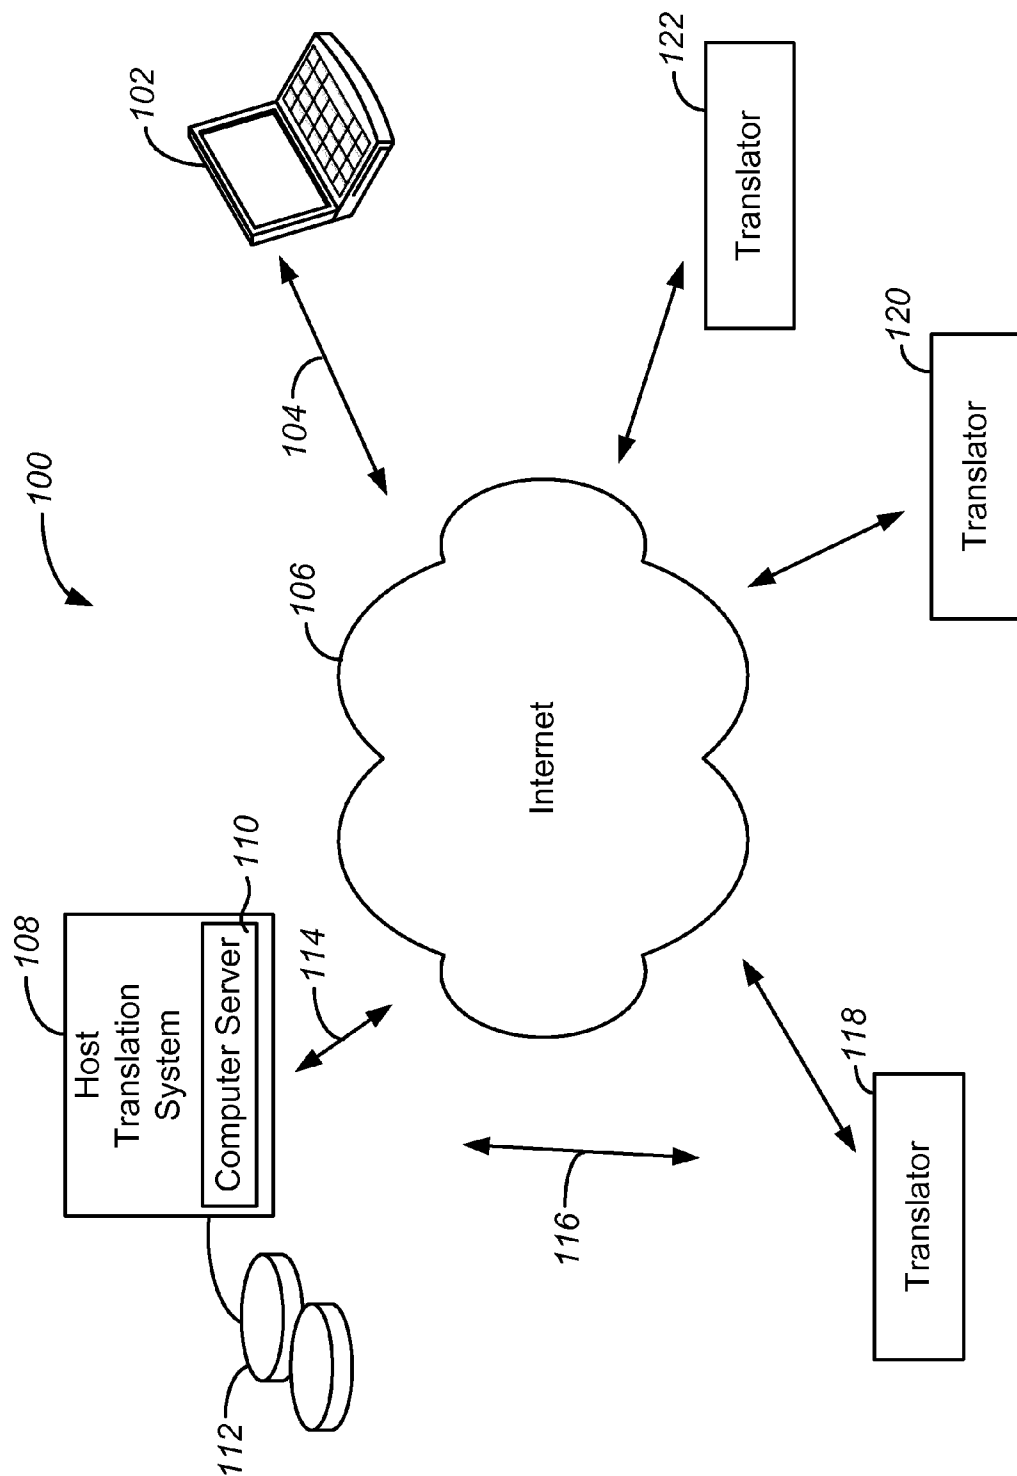 100
108
Host
Translation
System
Computer Server
110
112
114
116
106
Internet
104
102
118
Translator
120
Translator
122
Translator